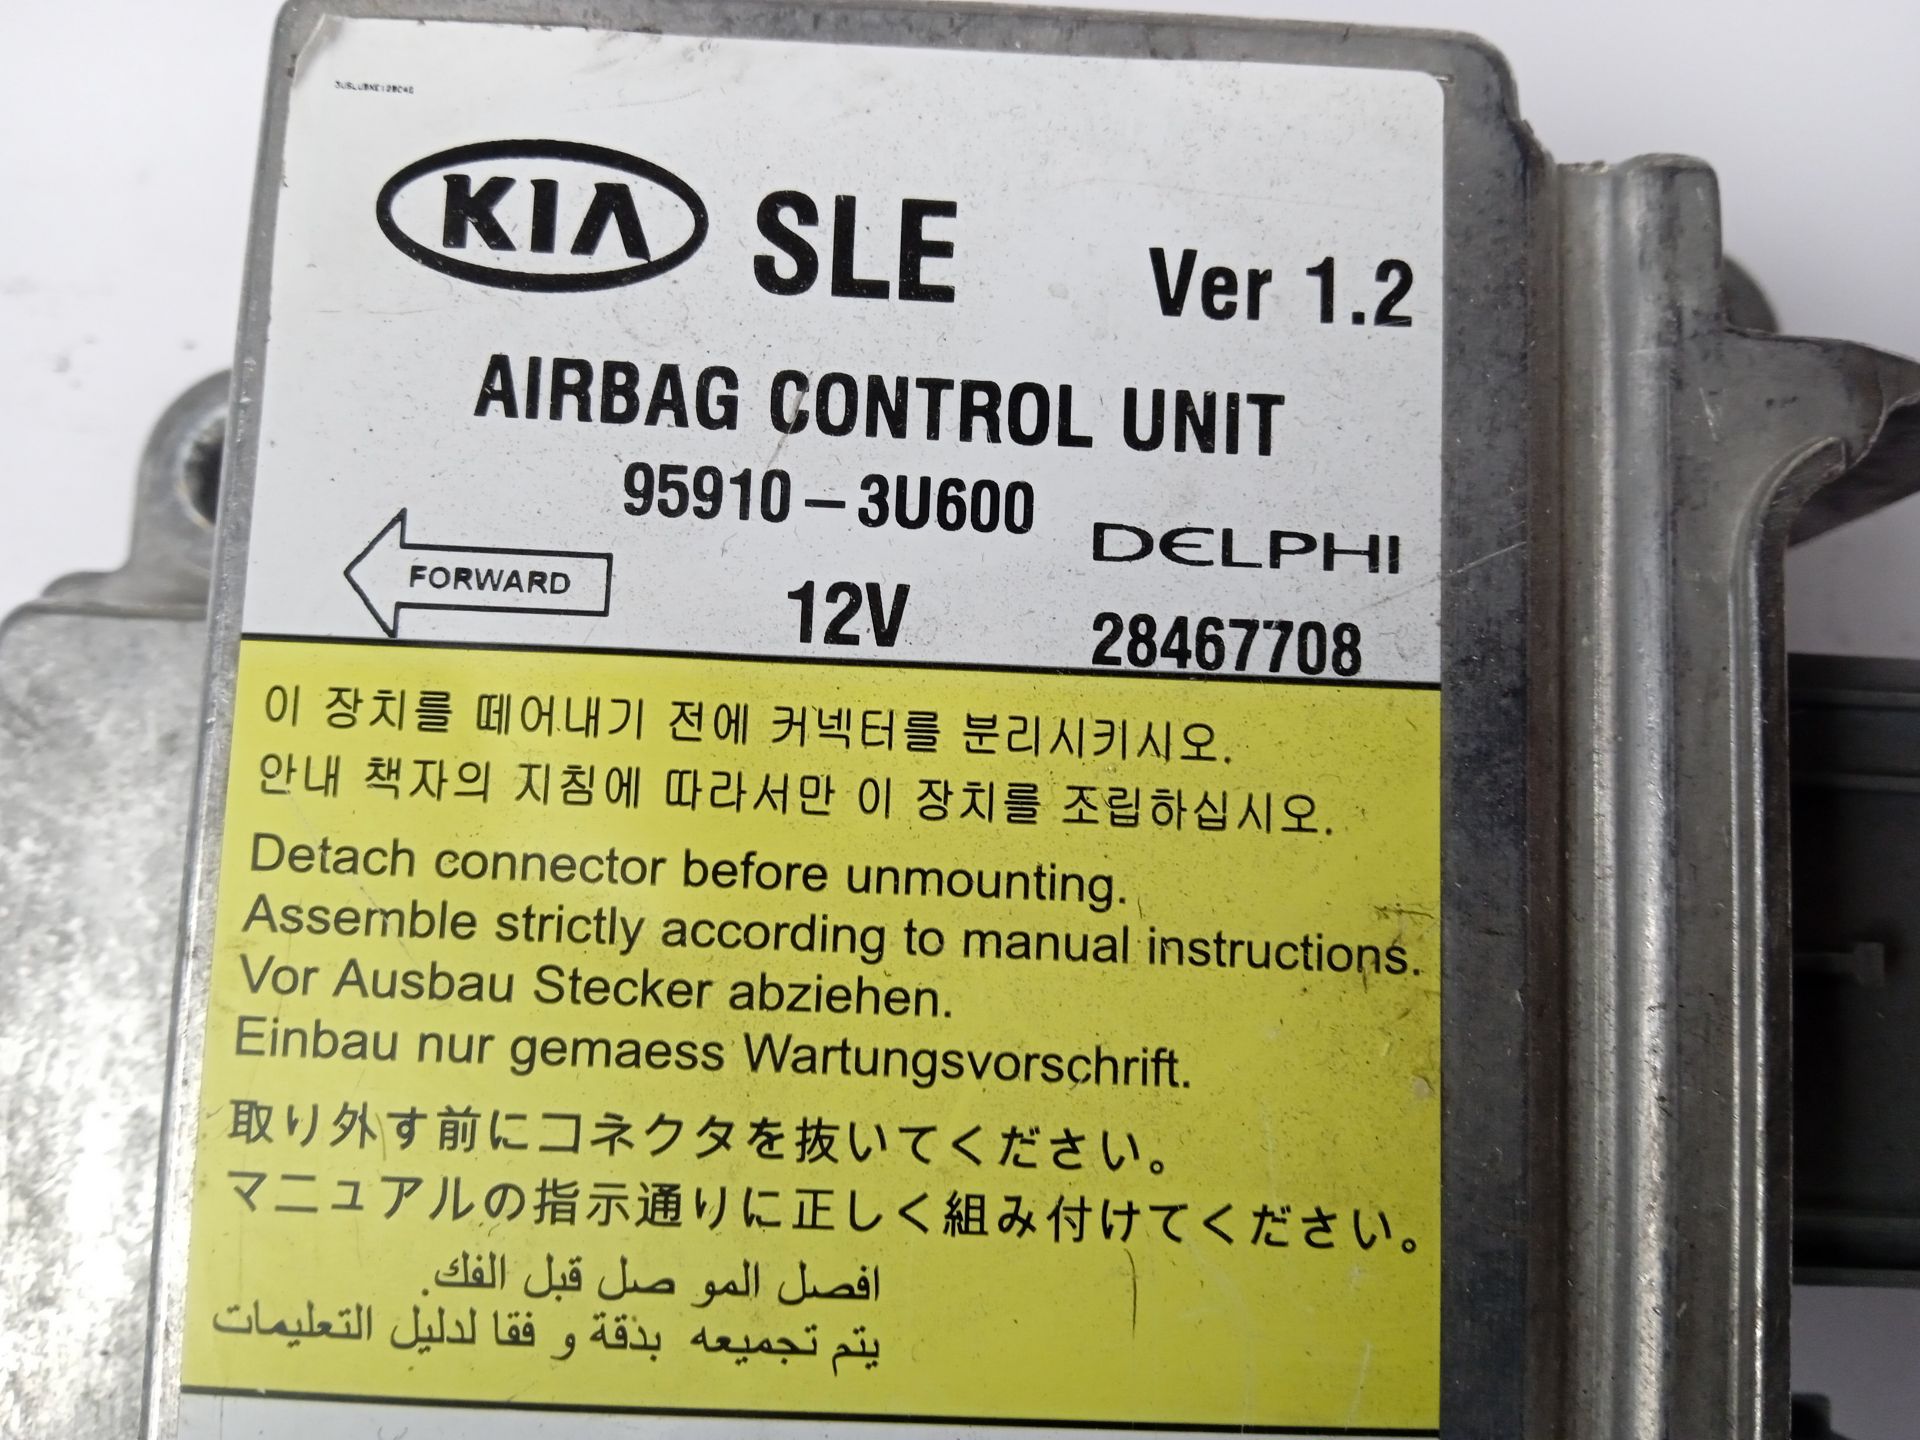 KIA SLE Ver 1.2
AIRBAG CONTROL UNIT
95910-3U600
FORWARD
12V
DELPHI
28467708
이 장치를 떼어내기 전에 커넥터를 분리시키시오.
안내 책자의 지침에 따라서만 이 장치를 조립하십시오.
Detach connector before unmounting.
Assemble strictly according to manual instructions.
Vor Ausbau Stecker abziehen.
Einbau nur gemaess Wartungsvorschrift.
取り外す前にコネクタを抜いてください。
マニュアルの指示通りに正しく組み付けてください。
افصل المو صل قبل الفك.
يتم تجميعه بذقة و فقا لدليل التعليمات